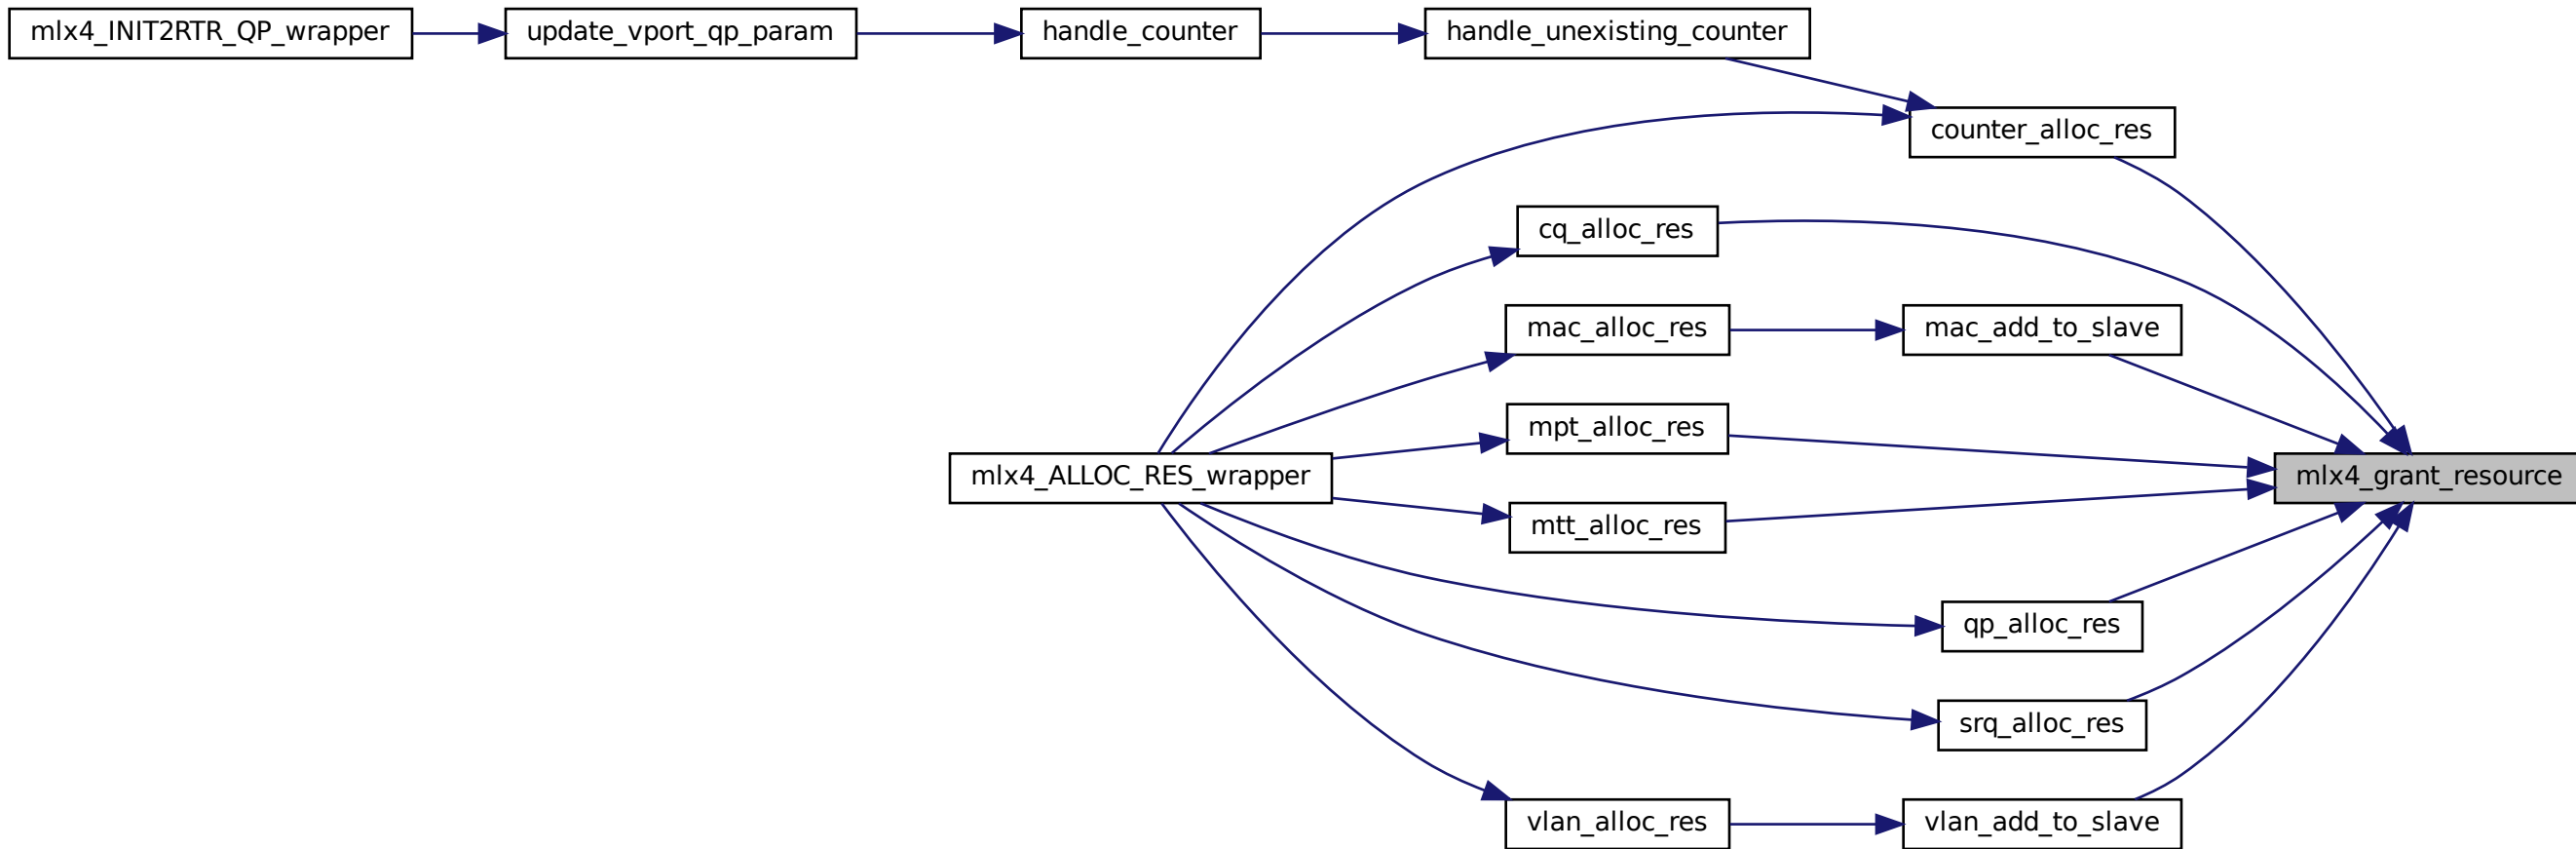 mlx4_INIT2RTR_QP_wrapper
update_vport_qp_param
handle_counter
handle_unexisting_counter
counter_alloc_res
cq_alloc_res
mac_alloc_res
mac_add_to_slave
mpt_alloc_res
mlx4_ALLOC_RES_wrapper
mlx4_grant_resource
mtt_alloc_res
qp_alloc_res
srq_alloc_res
vlan_alloc_res
vlan_add_to_slave